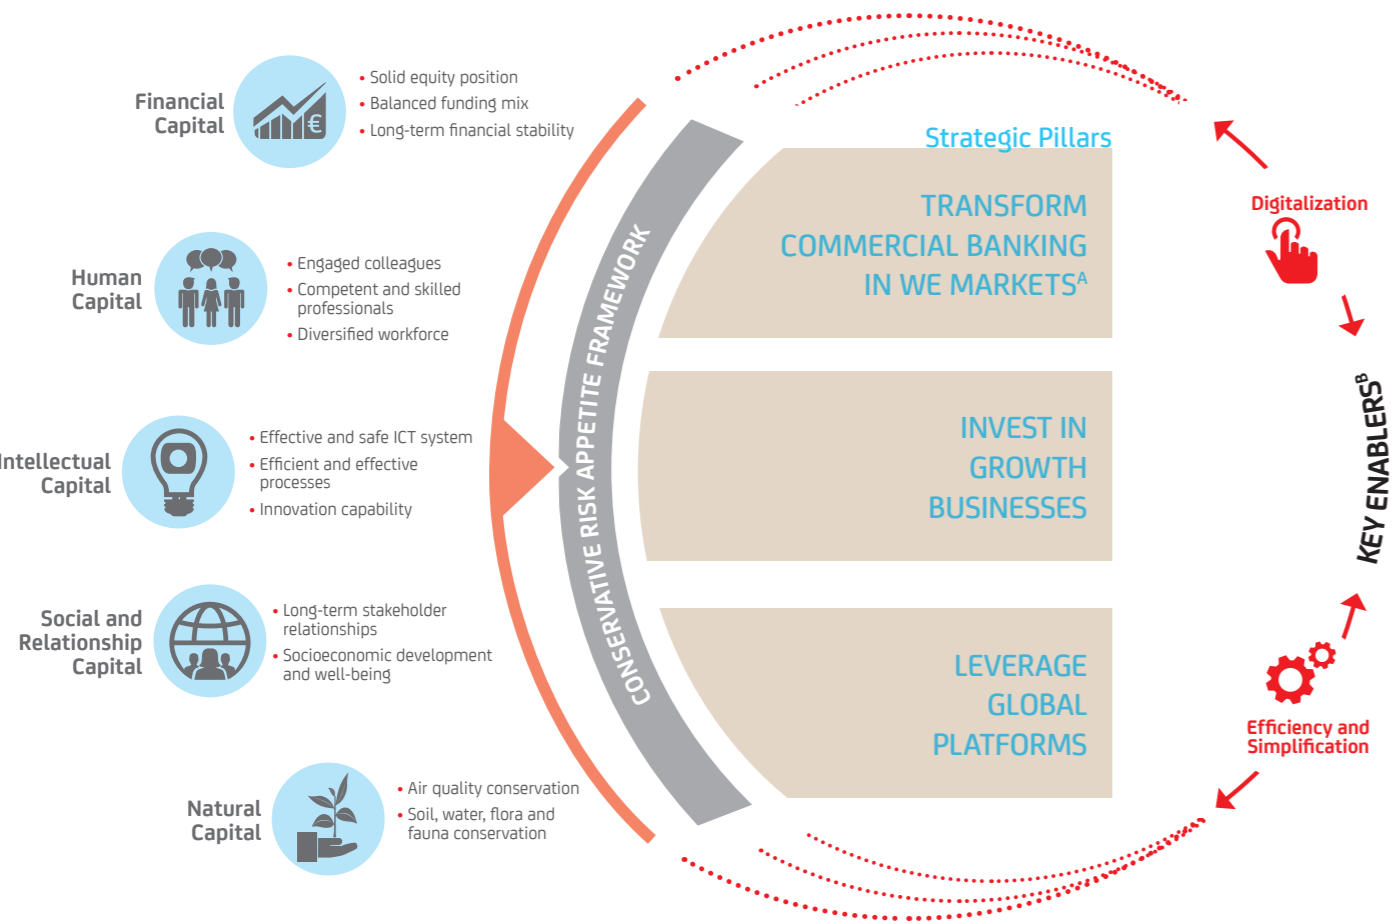 Financial
Capital
• Solid equity position
• Balanced funding mix
• Long-term financial stability
Human
Capital
• Engaged colleagues
• Competent and skilled
professionals
• Diversified workforce
Intellectual
Capital
• Effective and safe ICT system
• Efficient and effective
processes
• Innovation capability
Social and
Relationship
Capital
• Long-term stakeholder
relationships
• Socioeconomic development
and well-being
Natural
Capital
• Air quality conservation
• Soil, water, flora and
fauna conservation
€
CONSERVATIVE RISK APPETITE FRAMEWORK
Strategic Pillars
TRANSFORM
COMMERCIAL BANKING
IN WE MARKETSᴬ
INVEST IN
GROWTH
BUSINESSES
LEVERAGE
GLOBAL
PLATFORMS
Digitalization
KEY ENABLERSᴮ
Efficiency and
Simplification